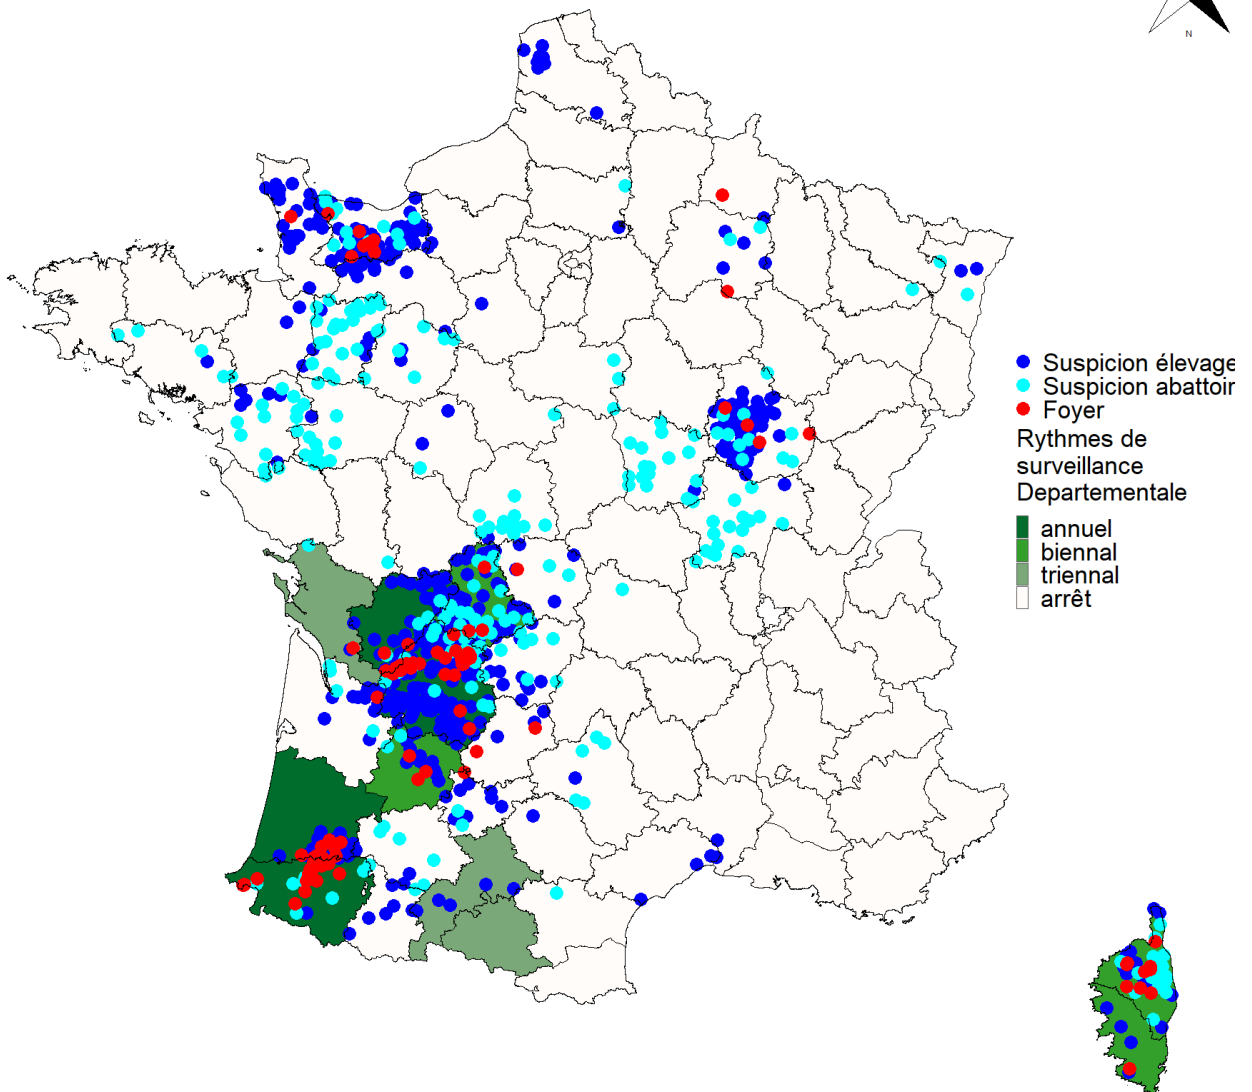 N
Suspicion élevage
Suspicion abattoir
Foyer
Rythmes de
surveillance
Departementale
annuel
biennal
triennal
arrêt